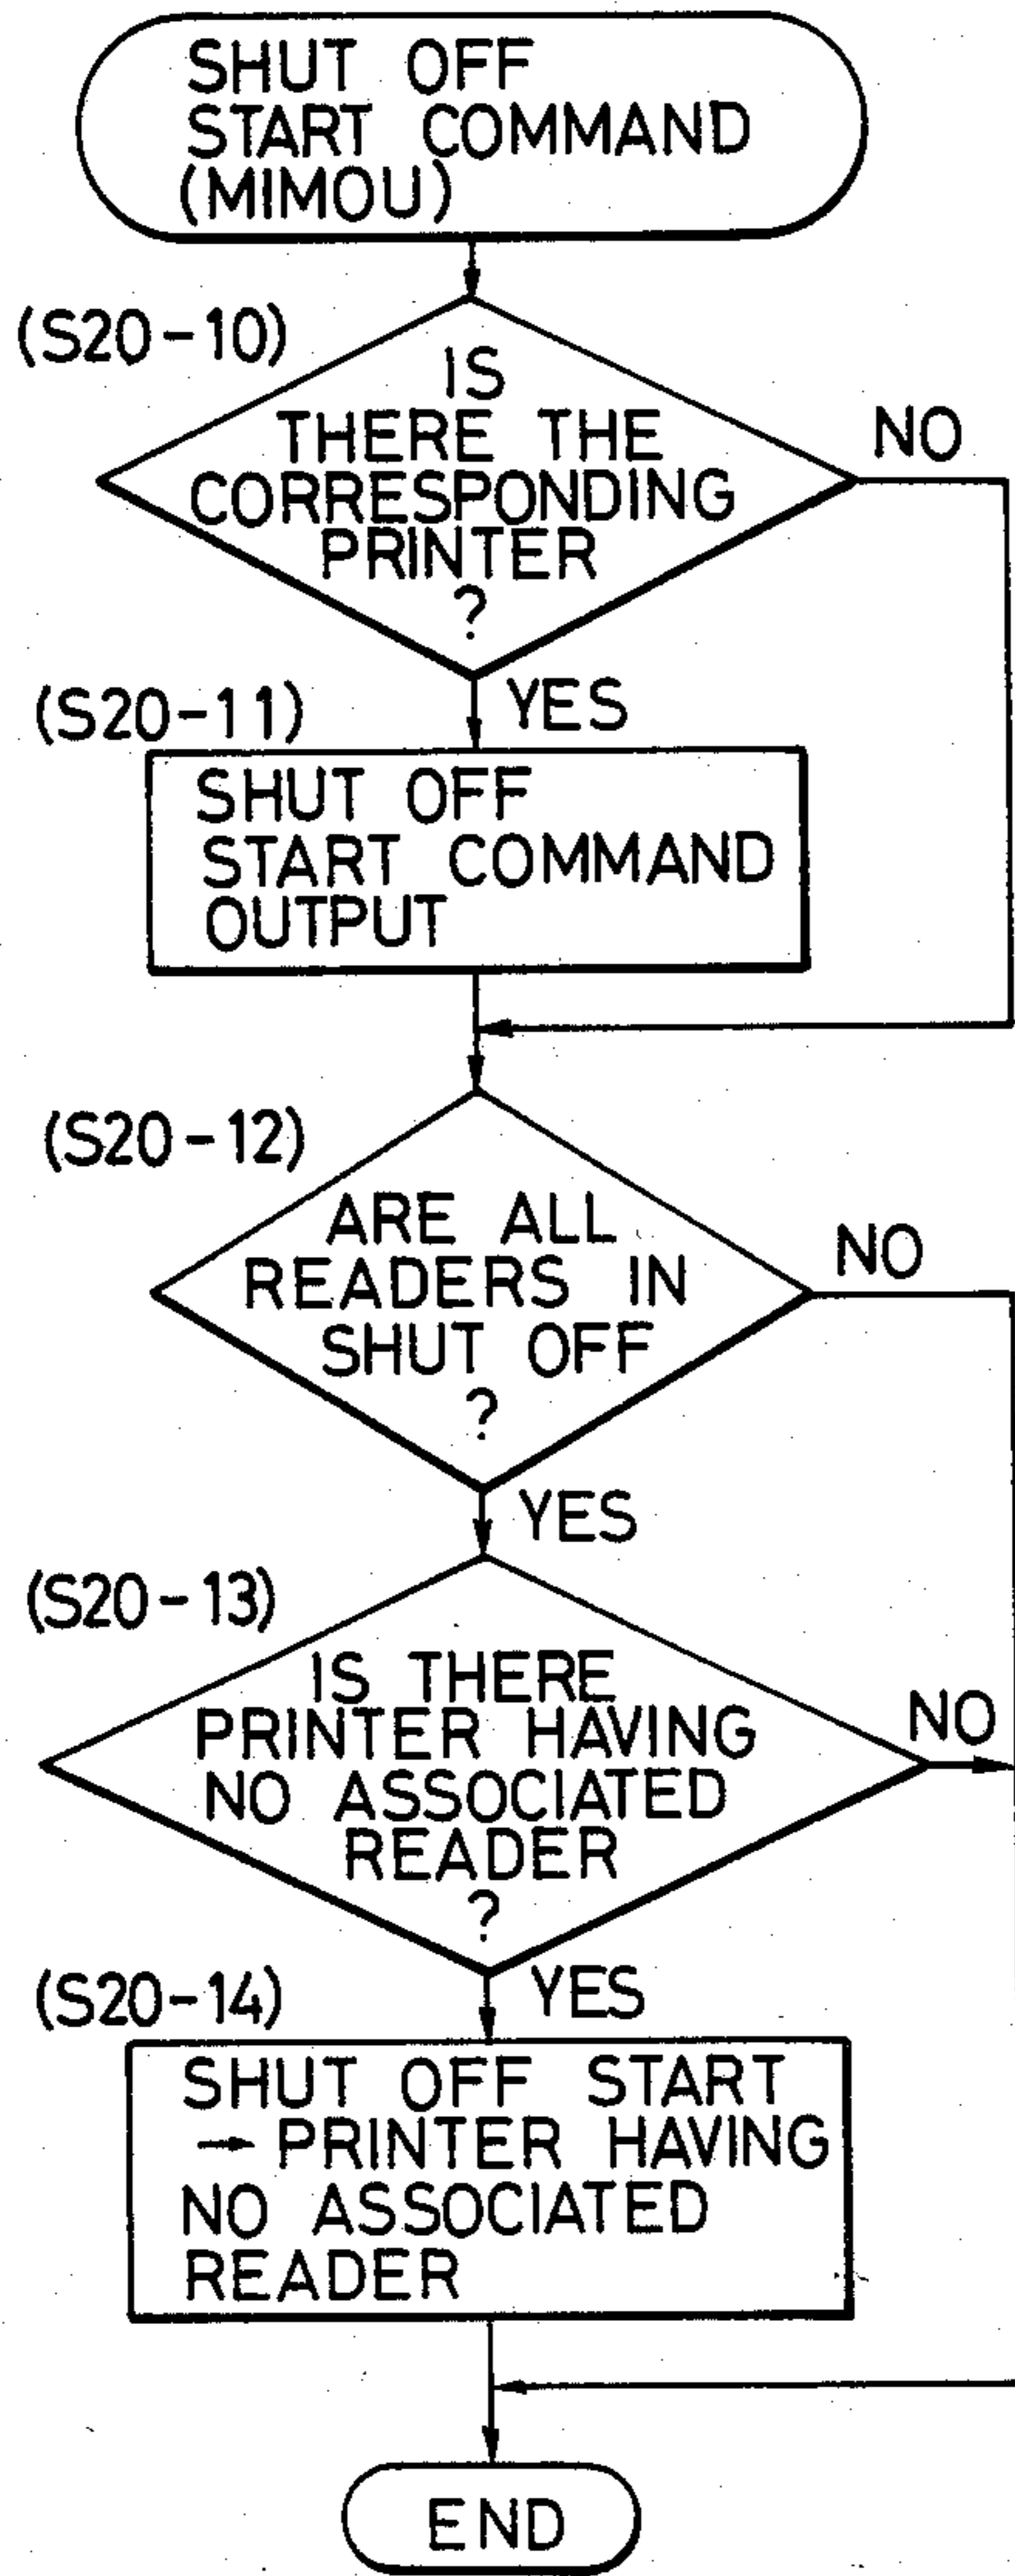 SHUT OFF
START COMMAND
(MIMOU)
(S20-10)
IS
THERE THE
CORRESPONDING
PRINTER
?
NO
(S20-11)
YES
SHUT OFF
START COMMAND
OUTPUT
(S20-12)
ARE ALL
READERS IN
SHUT OFF
?
NO
YES
(S20-13)
IS THERE
PRINTER HAVING
NO ASSOCIATED
READER
?
NO
(S20-14)
YES
SHUT OFF START
→ PRINTER HAVING
NO ASSOCIATED
READER
END